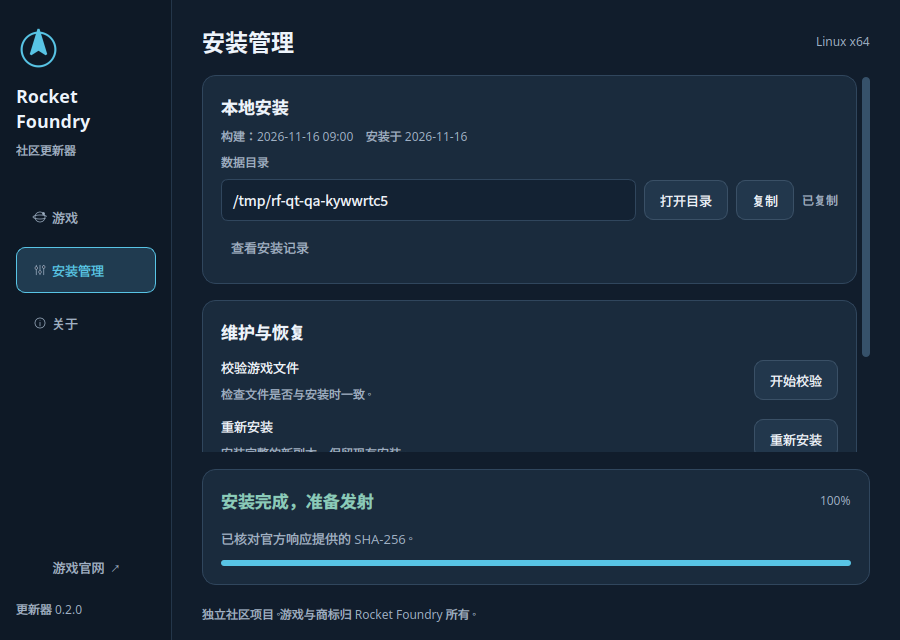 Rocket
Foundry
社区更新器
游戏
安装管理
关于
游戏官网 ↗
更新器 0.2.0
安装管理
Linux x64
本地安装
构建：2026-11-16 09:00 安装于 2026-11-16
数据目录
/tmp/rf-qt-qa-kywwrtc5
打开目录
复制
已复制
查看安装记录
维护与恢复
校验游戏文件
检查文件是否与安装时一致。
开始校验
重新安装
重新安装
安装完成，准备发射
100%
已核对官方响应提供的 SHA-256。
独立社区项目·游戏与商标归 Rocket Foundry 所有。